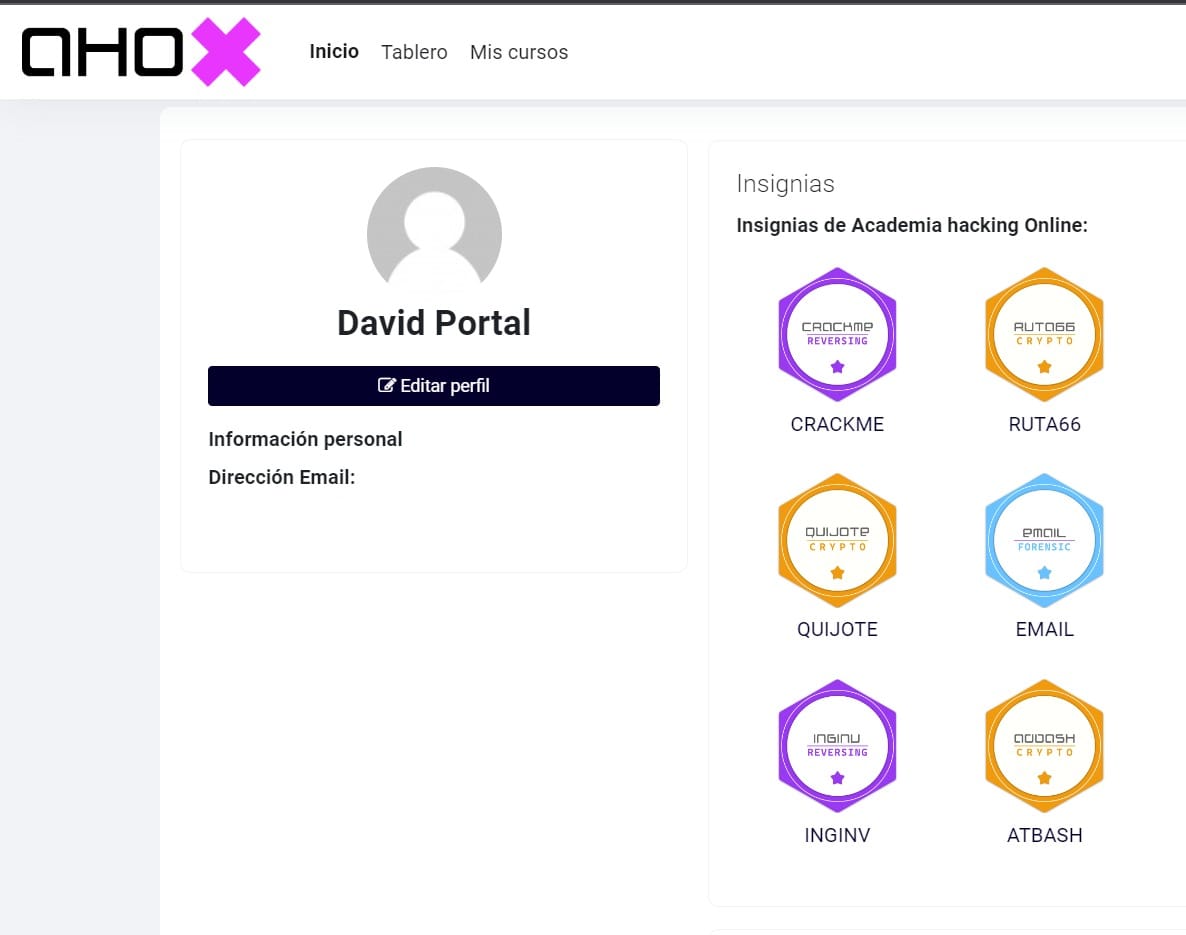 AHOX
Inicio Tablero Mis cursos
David Portal
Editar perfil
Información personal
Dirección Email:
Insignias
Insignias de Academia hacking Online:
CRACKME
REVERSING
CRACKME
RUTA66
CRYPTO
RUTA66
QUIJOTE
CRYPTO
QUIJOTE
EMAIL
FORENSIC
EMAIL
INGINV
REVERSING
INGINV
ATBASH
CRYPTO
ATBASH